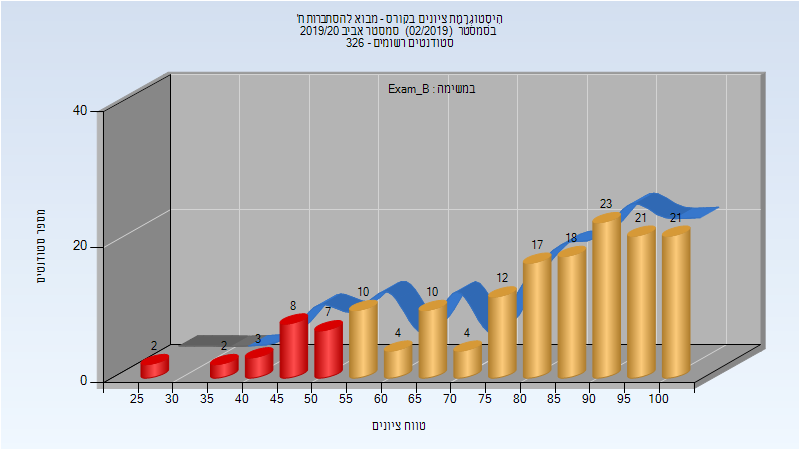 היסטוגרמת ציונים בקורס - מבוא להסתברות ח'
בסמסטר (02/2019) סמסטר אביב 2019/20
סטודנטים רשומים - 326
במשימה : Exam_B
מספר סטודנטים
40
20
0
2
2
3
8
7
10
4
10
4
12
17
18
23
21
21
25 30 35 40 45 50 55 60 65 70 75 80 85 90 95 100
טווח ציונים